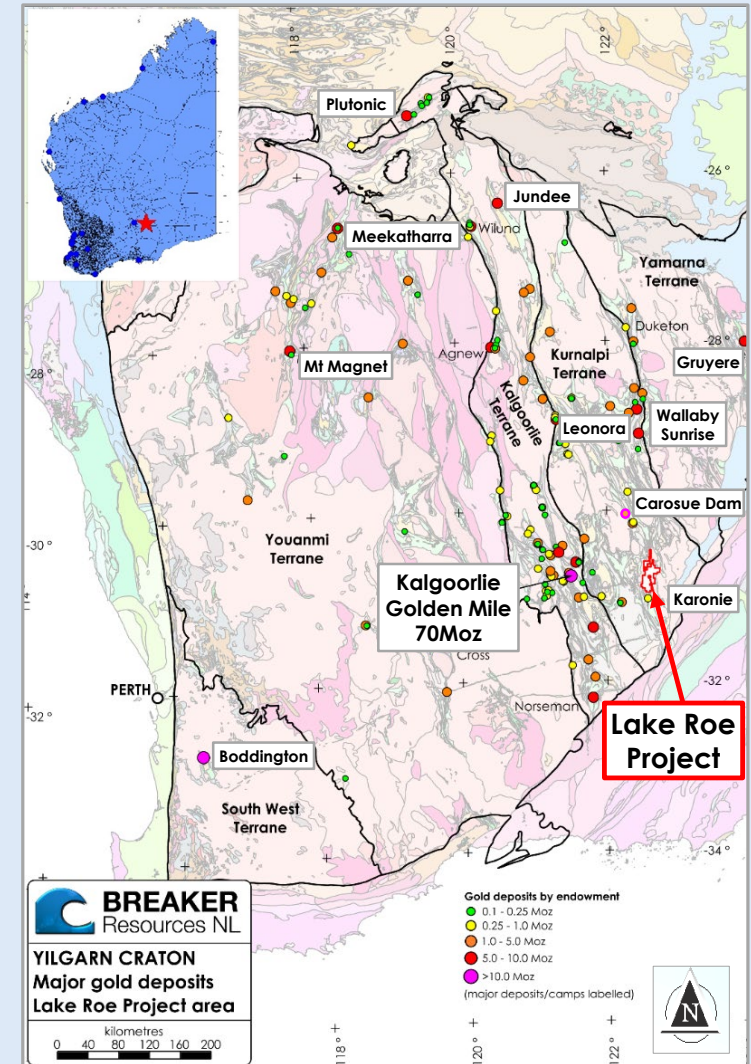 118°
120°
122°
Plutonic
-26°
Jundee
Wiluna
Meekatharra
Yamarna
Terrane
Duketon
-28°
Agnew
Kurnalpi
Terrane
Gruyere
-28°
Mt Magnet
Kalgoorlie
Terrane
Leonora
Wallaby
Sunrise
Carosue Dam
Youanmi
Terrane
-30°
-30°
Kalgoorlie
Golden Mile
70Moz
Karonie
Cross
PERTH
-32°
Norseman
-32°
Lake Roe
Project
Boddington
South West
Terrane
-34°
BREAKER
Resources NL
YILGARN CRATON
Major gold deposits
Lake Roe Project area
kilometres
0 40 80 120 160 200
Gold deposits by endowment
0.1 - 0.25 Moz
0.25 - 1.0 Moz
1.0 - 5.0 Moz
5.0 - 10.0 Moz
>10.0 Moz
(major deposits/camps labelled)
N
118°
120°
122°